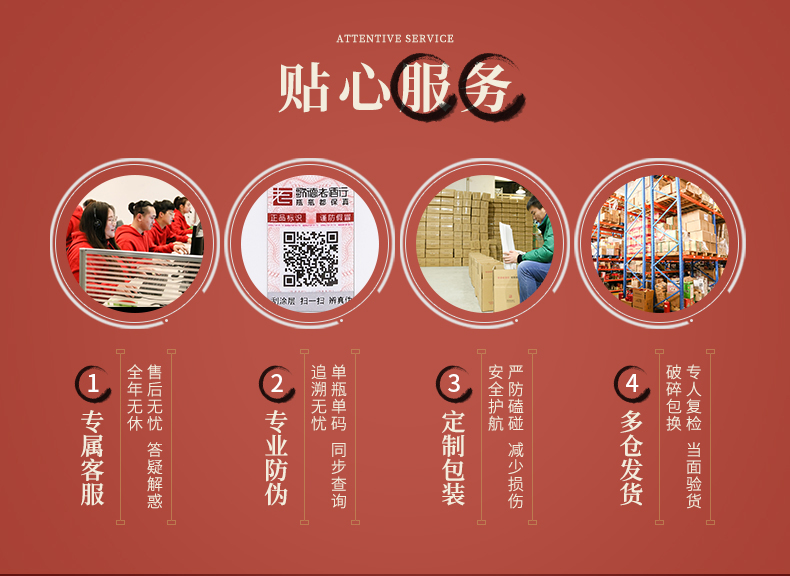 ATTENTIVE SERVICE
贴心服务
歌德老酒行
瓶瓶都保真
正品标识 谨防假冒
刮涂层 扫一扫 辨真伪
1
专属客服
售后无忧 答疑解惑
全年无休
2
专业防伪
单瓶单码 同步查询
追溯无忧
3
定制包装
严防磕碰 减少损伤
安全护航
4
多仓发货
专人复检 当面验货
破碎包换